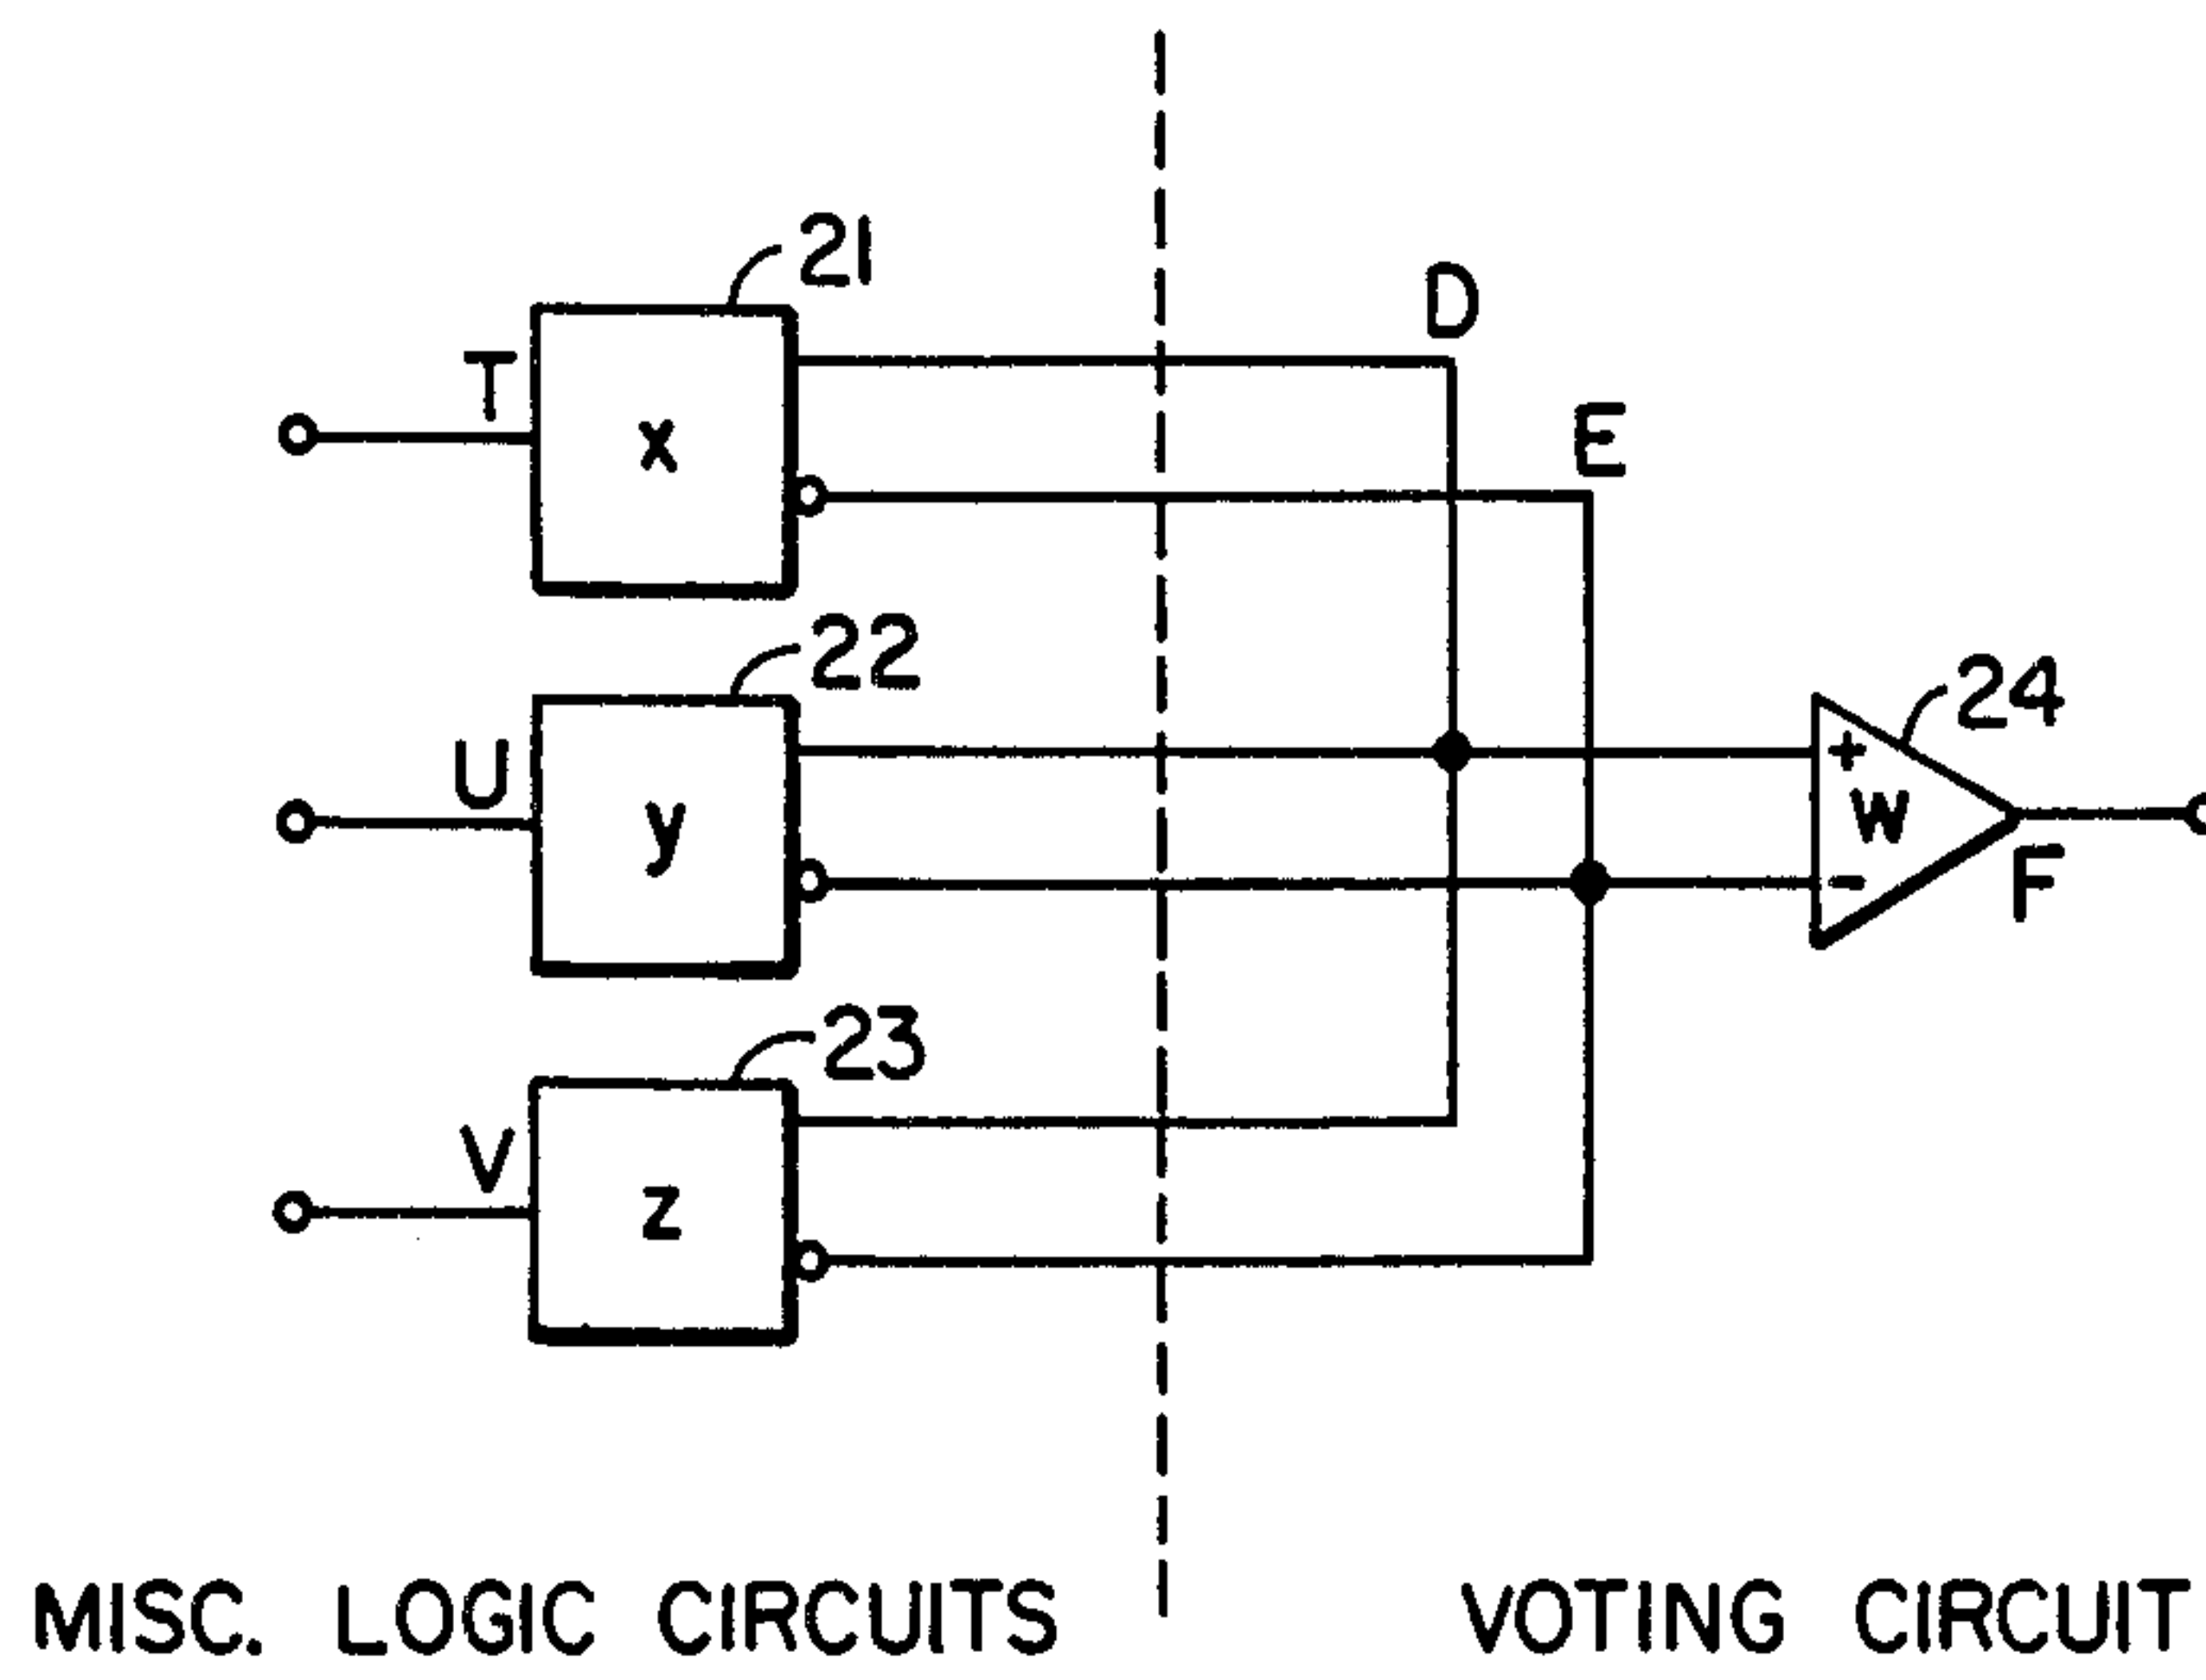 21
D
T
x
E
22
24
U
y
+
w
-
F
23
V
z
MISC. LOGIC CIRCUITS
VOTING CIRCUIT